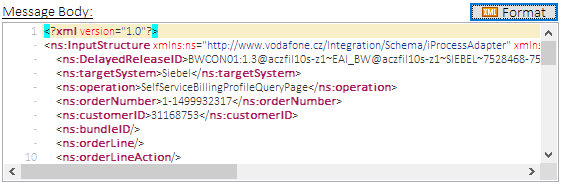 Message Body:
Format
1 <?xml version="1.0"?>
<ns:InputStructure xmlns:ns="http://www.vodafone.cz/Integration/Schema/iProcessAdapter" xmlns
<ns:DelayedReleaseID>BWCON01:1.3@aczfil10s-z1~EAI_BW@aczfil10s-z1~SIEBEL~7528468-75
<ns:targetSystem>Siebel</ns:targetSystem>
<ns:operation>SelfServiceBillingProfileQueryPage</ns:operation>
<ns:orderNumber>1-1499932317</ns:orderNumber>
<ns:customerID>31168753</ns:customerID>
<ns:bundleID/>
<ns:orderLine/>
10 <ns:orderLineAction/>